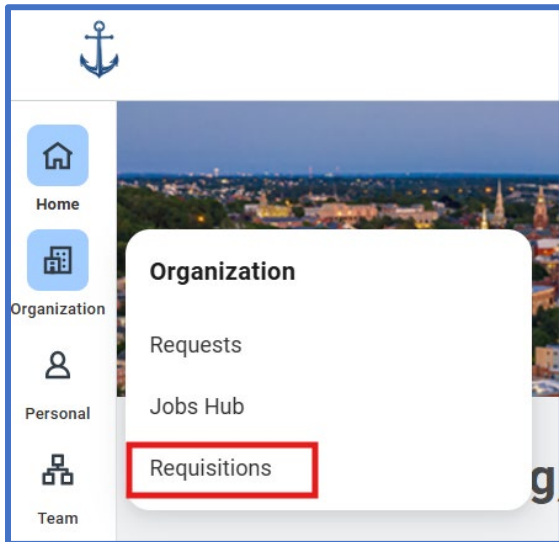 Home
Organization
Personal
Team
Organization
Requests
Jobs Hub
Requisitions
g